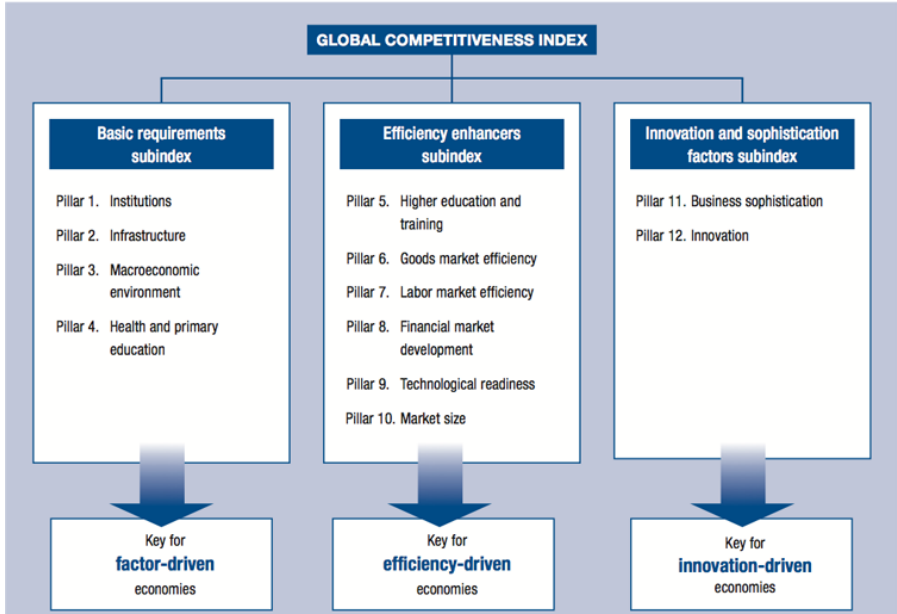 GLOBAL COMPETITIVENESS INDEX
Basic requirements
subindex
Pillar 1. Institutions
Pillar 2. Infrastructure
Pillar 3. Macroeconomic
environment
Pillar 4. Health and primary
education
Key for
factor-driven
economies
Efficiency enhancers
subindex
Pillar 5. Higher education and
training
Pillar 6. Goods market efficiency
Pillar 7. Labor market efficiency
Pillar 8. Financial market
development
Pillar 9. Technological readiness
Pillar 10. Market size
Key for
efficiency-driven
economies
Innovation and sophistication
factors subindex
Pillar 11. Business sophistication
Pillar 12. Innovation
Key for
innovation-driven
economies